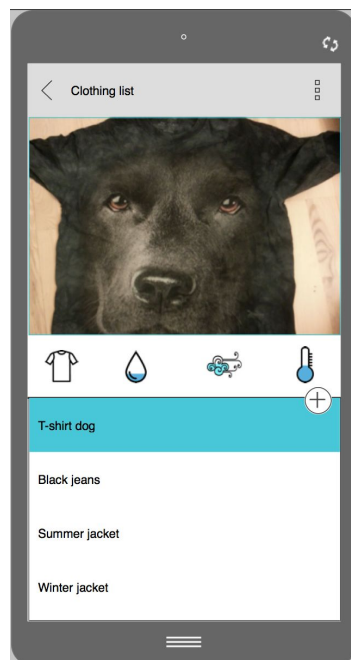 Clothing list
T-shirt dog
Black jeans
Summer jacket
Winter jacket